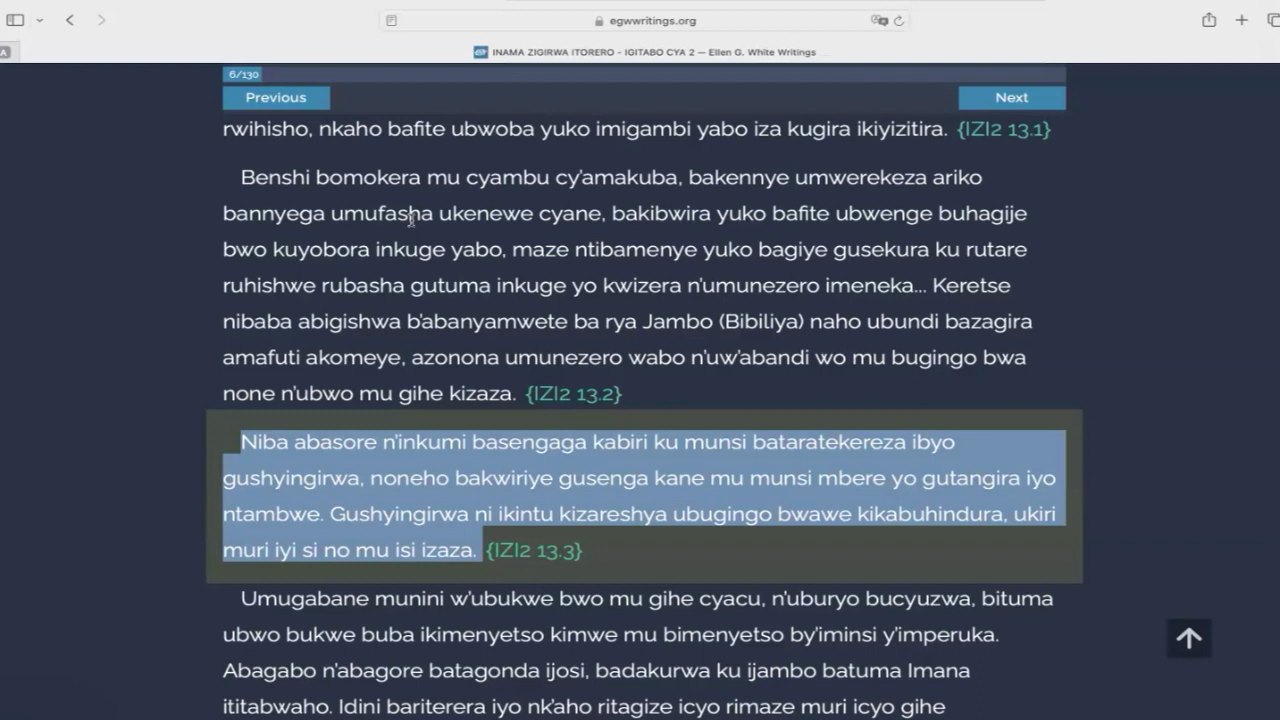 egwwritings.org
A
INAMA ZIGIRWA ITORERO - IGITABO CYA 2 — Ellen G. White Writings
6/130
Previous
Next
rwihisho, nkaho bafite ubwoba yuko imigambi yabo iza kugira ikiyizitira. {IZI2 13.1}
Benshi bomokera mu cyambu cy'amakuba, bakennye umwerekeza ariko
bannyega umufasha ukenewe cyane, bakibwira yuko bafite ubwenge buhagije
bwo kuyobora inkuge yabo, maze ntibamenye yuko bagiye gusekura ku rutare
ruhishwe rubasha gutuma inkuge yo kwizera n'umunezero imeneka... Keretse
nibaba abigishwa b'abanyamwete ba rya Jambo (Bibiliya) naho ubundi bazagira
amafuti akomeye, azonona umunezero wabo n'uw'abandi wo mu bugingo bwa
none n'ubwo mu gihe kizaza. {IZI2 13.2}
Niba abasore n'inkumi basengaga kabiri ku munsi bataratekereza ibyo
gushyingirwa, noneho bakwiriye gusenga kane mu munsi mbere yo gutangira iyo
ntambwe. Gushyingirwa ni ikintu kizareshya ubugingo bwawe kikabuhindura, ukiri
muri iyi si no mu isi izaza. {IZI2 13.3}
Umugabane munini w'ubukwe bwo mu gihe cyacu, n'uburyo bucyuzwa, bituma
ubwo bukwe buba ikimenyetso kimwe mu bimenyetso by'iminsi y'imperuka.
Abagabo n'abagore batagonda ijosi, badakurwa ku ijambo batuma Imana
ititabwaho. Idini bariterera iyo nk'aho ritagize icyo rimaze muri icyo gihe